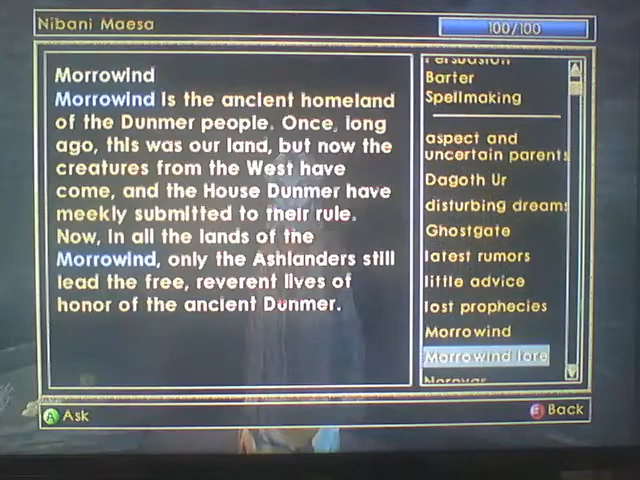 Nibani Maesa
100/100
Morrowind
Morrowind is the ancient homeland
of the Dunmer people. Once, long
ago, this was our land, but now the
creatures from the West have
come, and the House Dunmer have
meekly submitted to their rule.
Now, in all the lands of the
Morrowind, only the Ashlanders still
lead the free, reverent lives of
honor of the ancient Dunmer.
Persuasion
Barter
Spellmaking
aspect and
uncertain parents
Dagoth Ur
disturbing dreams
Ghostgate
latest rumors
little advice
lost prophecies
Morrowind
Morrowind lore
A Ask
B Back